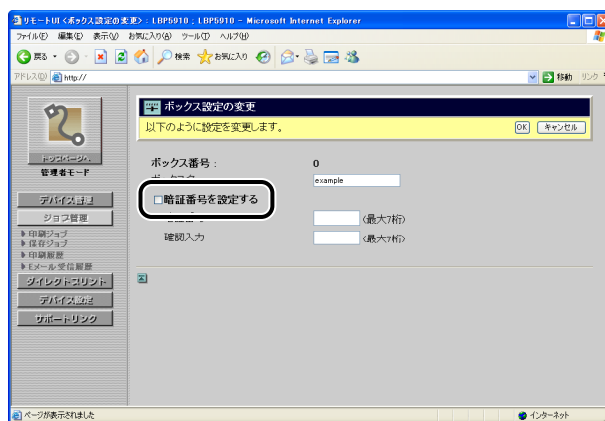 リモートUI <ボックス設定の変更> : LBP5910 ; LBP5910 - Microsoft Internet Explorer
ファイル(F) 編集(E) 表示(V) お気に入り(A) ツール(T) ヘルプ(H)
戻る 検索 お気に入り
アドレス(D) http:// 移動 リンク
ボックス設定の変更
以下のように設定を変更します。 OK キャンセル
トップページへ
管理者モード
デバイス管理
ジョブ管理
印刷ジョブ
保存ジョブ
印刷履歴
Eメール受信履歴
ダイレクトプリント
デバイス設定
サポートリンク
ボックス番号 : 0
example
暗証番号を設定する
(最大7桁)
確認入力 (最大7桁)
ページが表示されました インターネット